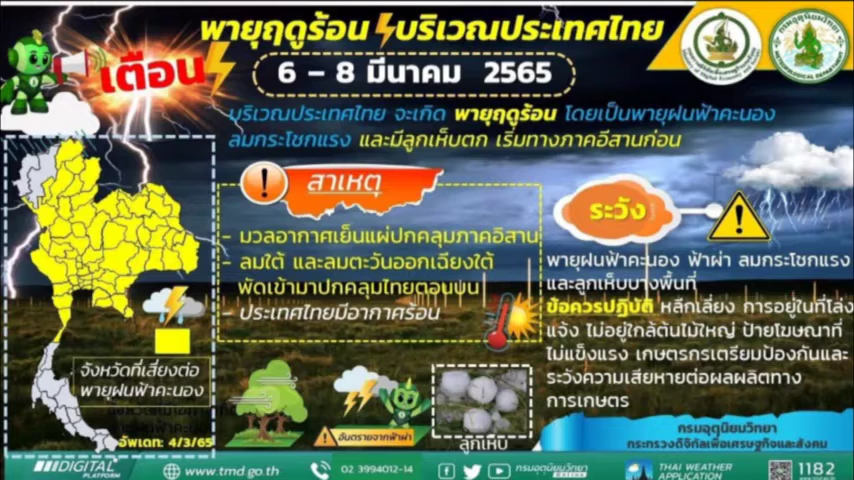 พายุฤดูร้อน บริเวณประเทศไทย
เตือน
6 – 8 มีนาคม 2565
บริเวณประเทศไทย จะเกิด พายุฤดูร้อน โดยเป็นพายุฝนฟ้าคะนอง
ลมกระโชกแรง และมีลูกเห็บตก เริ่มทางภาคอีสานก่อน
สาเหตุ
- มวลอากาศเย็นแผ่ปกคลุมภาคอิสาน
- ลมใต้ และลมตะวันออกเฉียงใต้
พัดเข้ามาปกคลุมไทยตอนบน
- ประเทศไทยมีอากาศร้อน
ระวัง
พายุฝนฟ้าคะนอง ฟ้าผ่า ลมกระโชกแรง
และลูกเห็บบางพื้นที่
ข้อควรปฏิบัติ หลีกเลี่ยง การอยู่ในที่โล่ง
แจ้ง ไม่อยู่ใกล้ต้นไม้ใหญ่ ป้ายโฆษณาที่
ไม่แข็งแรง เกษตรกรเตรียมป้องกันและ
ระวังความเสียหายต่อผลผลิตทาง
การเกษตร
จังหวัดที่เสี่ยงต่อ
พายุฝนฟ้าคะนอง
อัพเดท: 4/3/65
อันตรายจากฟ้าผ่า
ลูกเห็บ
กรมอุตุนิยมวิทยา
กระทรวงดิจิทัลเพื่อเศรษฐกิจและสังคม
DIGITAL
PLATFORM
www.tmd.go.th
02 3994012-14
กรมอุตุนิยมวิทยา
THAI WEATHER
APPLICATION
1182